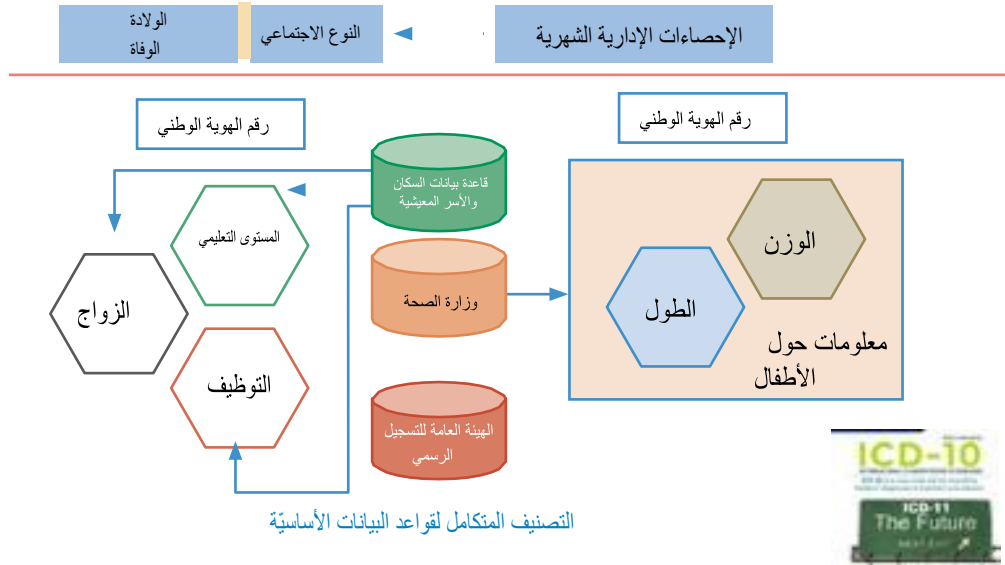 الإحصاءات الإدارية الشهرية
النوع الاجتماعي
الولادة
الوفاة
رقم الهوية الوطني
رقم الهوية الوطني
قاعدة بيانات السكان
والأسر المعيشية
المستوى التعليمي
الوزن
الزواج
وزارة الصحة
الطول
معلومات حول
الأطفال
التوظيف
الهيئة العامة للتسجيل
الرسمي
ICD-10
ICD-11
The Future
التصنيف المتكامل لقواعد البيانات الأساسيّة